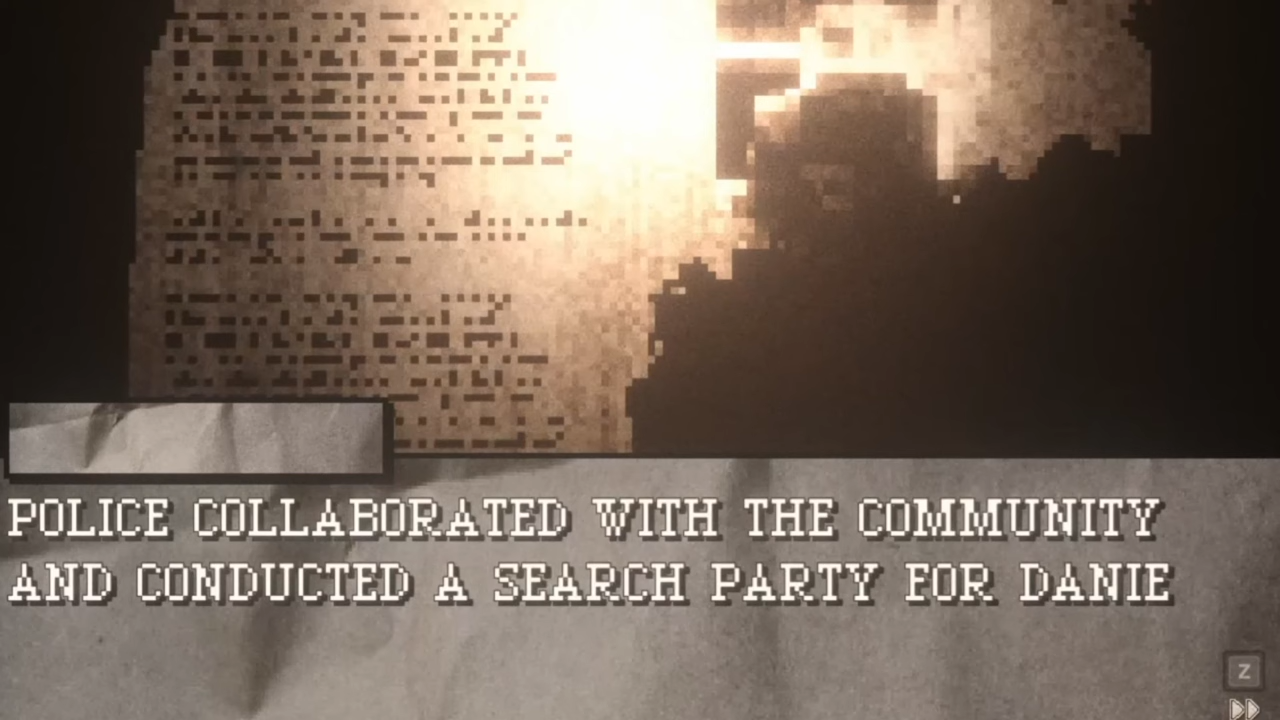 POLICE COLLABORATED WITH THE COMMUNITY
AND CONDUCTED A SEARCH PARTY FOR DANIE
Z